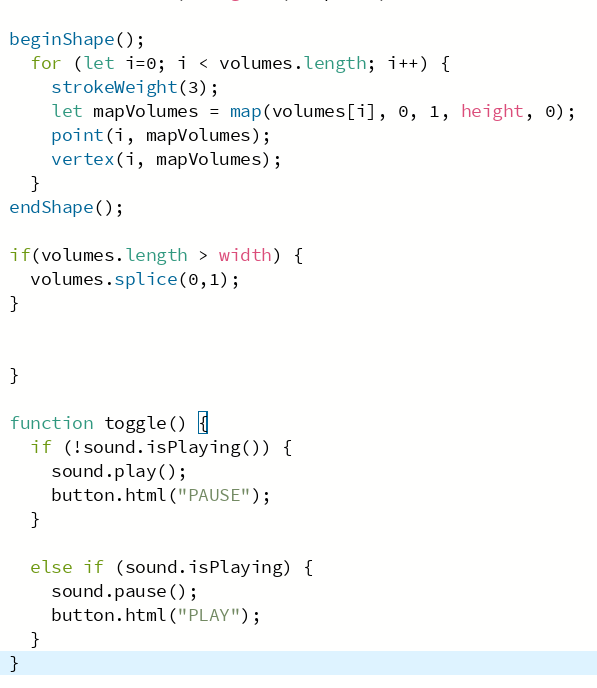 beginShape();
  for (let i=0; i < volumes.length; i++) {
    strokeWeight(3);
    let mapVolumes = map(volumes[i], 0, 1, height, 0);
    point(i, mapVolumes);
    vertex(i, mapVolumes);
  }
endShape();

if(volumes.length > width) {
  volumes.splice(0,1);
}


}

function toggle() {
  if (!sound.isPlaying()) {
    sound.play();
    button.html("PAUSE");
  }

  else if (sound.isPlaying) {
    sound.pause();
    button.html("PLAY");
  }
}